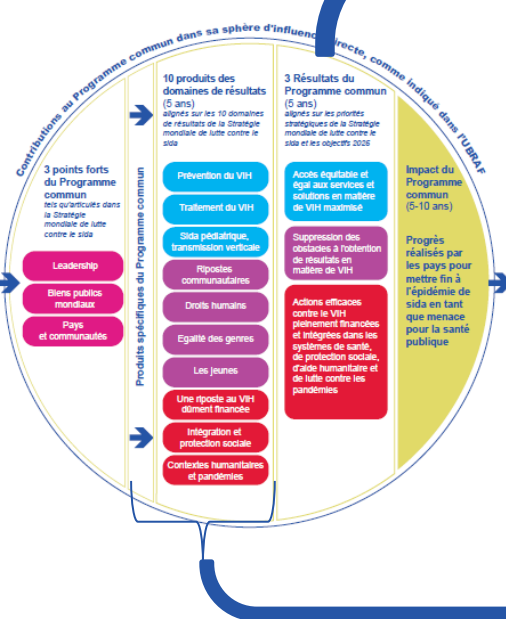 Contributions au Programme commun dans sa sphère d'influence directe, comme indiqué dans l'UBRAF
3 points forts
du Programme
commun
tels qu'articulés dans
la Stratégie
mondiale de lutte
contre le sida
Leadership
Biens publics
mondiaux
Pays
et communautés
Produits spécifiques du Programme commun
10 produits des
domaines de résultats
(5 ans)
alignés sur les 10 domaines
de résultats de la Stratégie
mondiale de lutte contre le
sida
Prévention du VIH
Traitement du VIH
Sida pédiatrique,
transmission verticale
Ripostes
communautaires
Droits humains
Egalité des genres
Les jeunes
Une riposte au VIH
dûment financée
Intégration et
protection sociale
Contextes humanitaires
et pandémies
3 Résultats du
Programme commun
(5 ans)
alignés sur les priorités
stratégiques de la Stratégie
mondiale de lutte contre le
sida et les objectifs 2025
Accès équitable et
égal aux services et
solutions en matière
de VIH maximisé
Suppression des
obstacles à l'obtention
de résultats en
matière de VIH
Actions efficaces
contre le VIH
pleinement financées
et intégrées dans les
systèmes de santé,
de protection sociale,
d'aide humanitaire et
de lutte contre les
pandémies
Impact du
Programme
commun
(5-10 ans)
Progrès
réalisés par
les pays pour
mettre fin à
l'épidémie de
sida en tant
que menace
pour la santé
publique